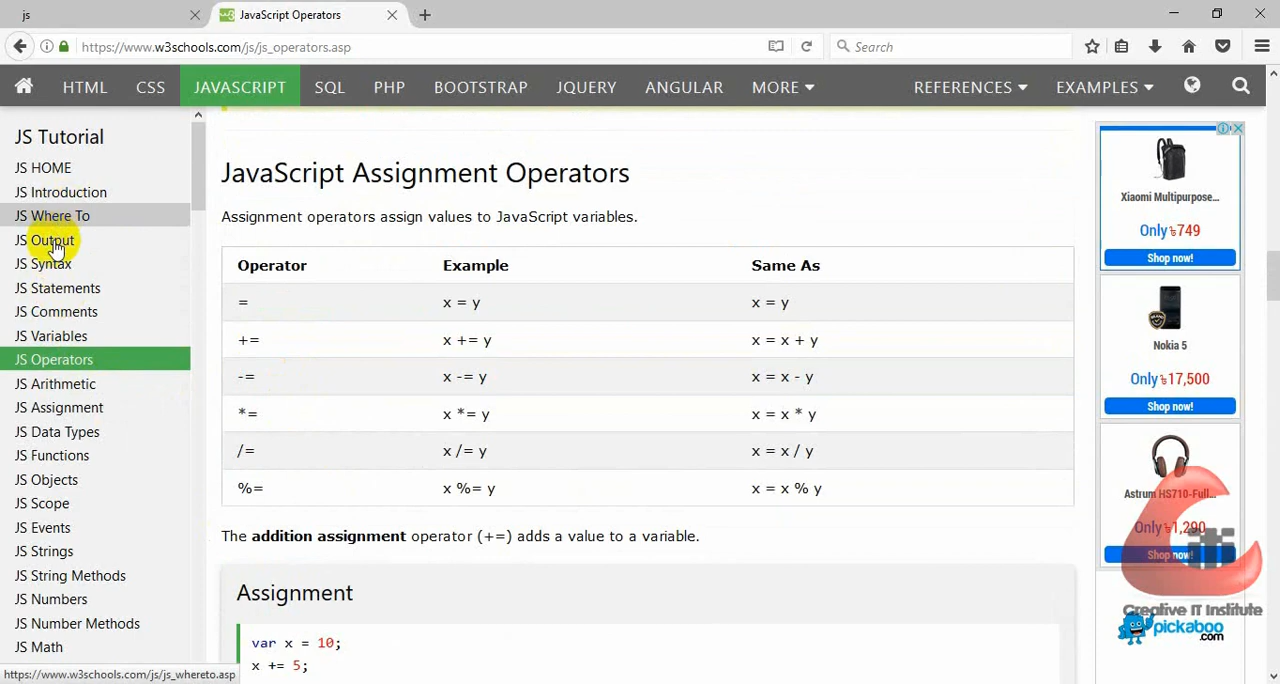 js
JavaScript Operators
https://www.w3schools.com/js/js_operators.asp
Search
HTML CSS JAVASCRIPT SQL PHP BOOTSTRAP JQUERY ANGULAR MORE REFERENCES EXAMPLES
JS Tutorial
JS HOME
JS Introduction
JS Where To
JS Output
JS Syntax
JS Statements
JS Comments
JS Variables
JS Operators
JS Arithmetic
JS Assignment
JS Data Types
JS Functions
JS Objects
JS Scope
JS Events
JS Strings
JS String Methods
JS Numbers
JS Number Methods
JS Math
https://www.w3schools.com/js/js_whereto.asp
JavaScript Assignment Operators
Assignment operators assign values to JavaScript variables.
Operator Example Same As
= x = y x = y
+= x += y x = x + y
-= x -= y x = x - y
*= x *= y x = x * y
/= x /= y x = x / y
%= x %= y x = x % y
The addition assignment operator (+=) adds a value to a variable.
Assignment
var x = 10;
x += 5;
Xiaomi Multipurpose...
Only ৳749
Shop now!
Nokia 5
Only ৳17,500
Shop now!
Astrum HS710-Full...
Only ৳1,290
Shop now!
Creative IT Institute
pickaboo
.com